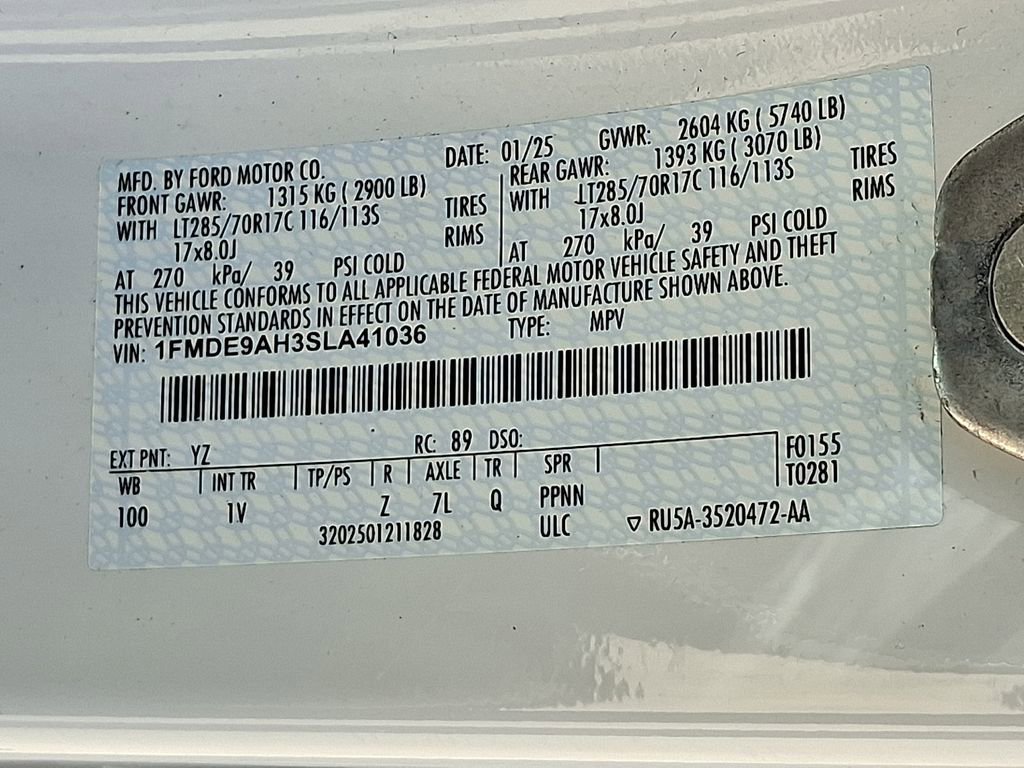 MFD. BY FORD MOTOR CO.
DATE: 01/25
GVWR: 2604 KG ( 5740 LB)
FRONT GAWR: 1315 KG ( 2900 LB)
WITH LT285/70R17C 116/113S TIRES
17x8.0J RIMS
AT 270 kPa/ 39 PSI COLD
REAR GAWR: 1393 KG ( 3070 LB)
WITH LT285/70R17C 116/113S TIRES
17x8.0J RIMS
AT 270 kPa/ 39 PSI COLD
THIS VEHICLE CONFORMS TO ALL APPLICABLE FEDERAL MOTOR VEHICLE SAFETY AND THEFT
PREVENTION STANDARDS IN EFFECT ON THE DATE OF MANUFACTURE SHOWN ABOVE.
VIN: 1FMDE9AH3SLA41036 TYPE: MPV
EXT PNT: YZ RC: 89 DSO:
WB INT TR TP/PS R AXLE TR SPR F0155
T0281
100 1V Z 7L Q PPNN
3202501211828 ULC ▽ RU5A-3520472-AA